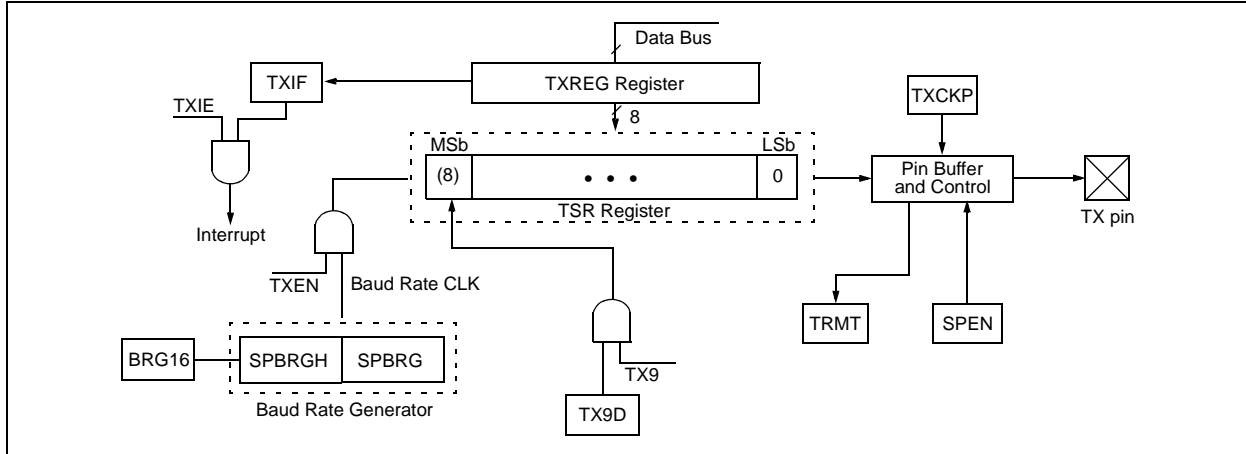 Data Bus
TXIF
TXREG Register
TXIE
8
TXCKP
MSb
LSb
(8)
• • •
0
Pin Buffer
and Control
TSR Register
TX pin
Interrupt
TXEN
Baud Rate CLK
TRMT
SPEN
BRG16
SPBRGH
SPBRG
TX9
Baud Rate Generator
TX9D